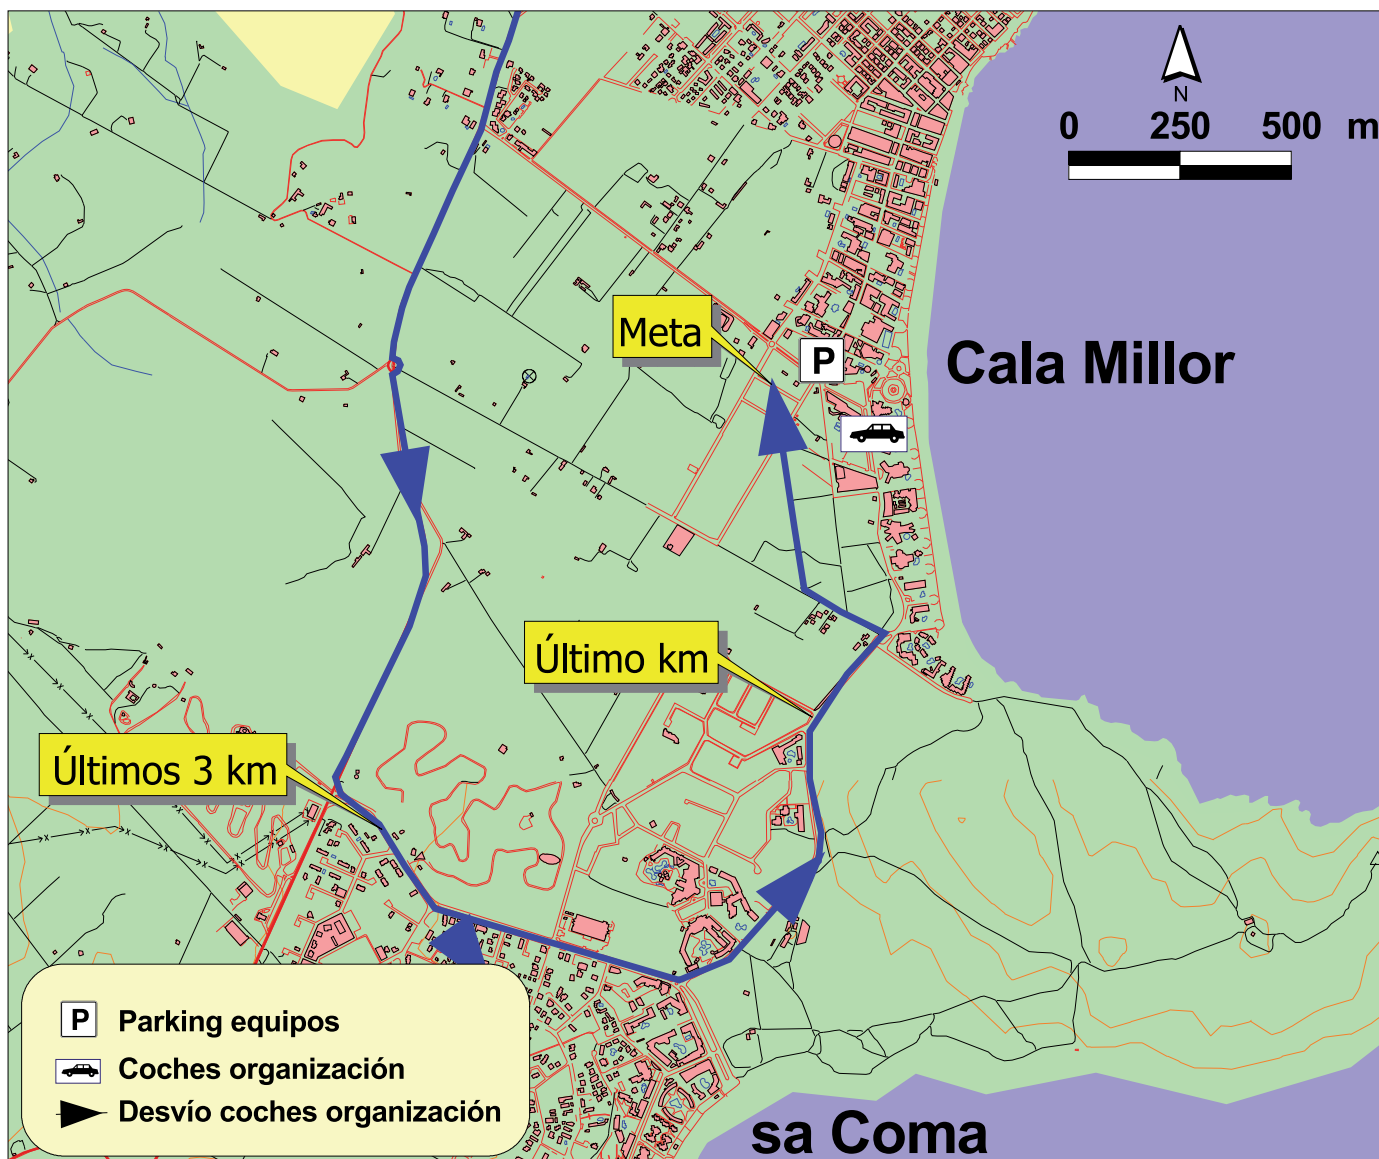 N
0 250 500 m
Meta
P
Cala Millor
Último km
Últimos 3 km
P Parking equipos
Coches organización
Desvío coches organización
sa Coma